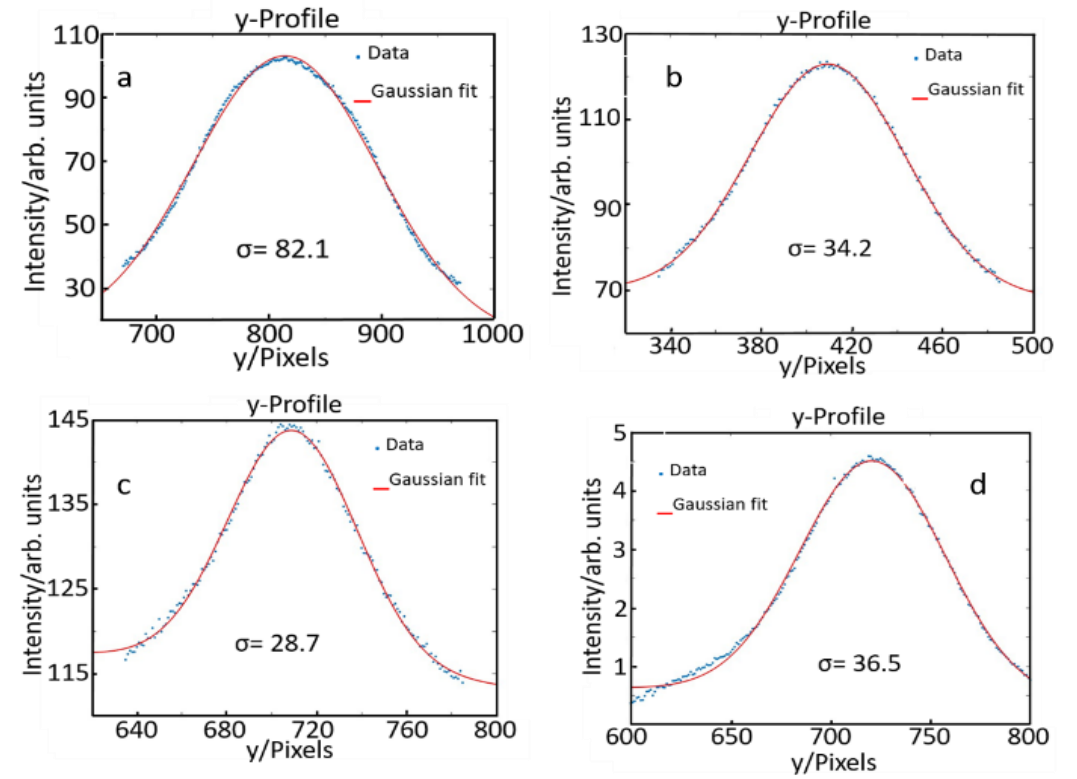 y-Profile
110
90
70
50
30
Intensity/arb. units
a
Data
Gaussian fit
σ= 82.1
700
800
900
1000
y/Pixels
y-Profile
130
110
90
70
Intensity/arb. units
b
Data
Gaussian fit
σ= 34.2
340
380
420
460
500
y/Pixels
y-Profile
145
135
125
115
Intensity/arb. units
c
Data
Gaussian fit
σ= 28.7
640
680
720
760
800
y/Pixels
y-Profile
5
4
3
2
1
Intensity/arb. units
Data
Gaussian fit
d
σ= 36.5
600
650
700
750
800
y/Pixels